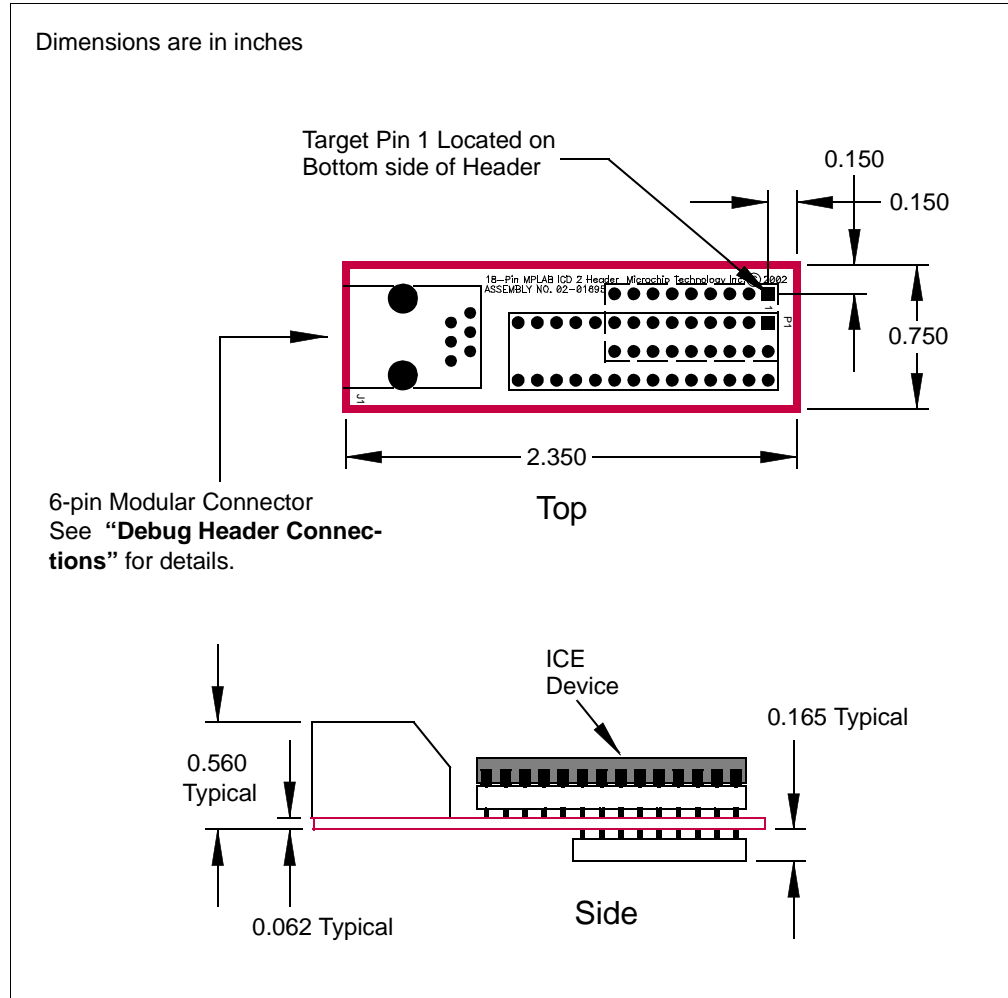 Dimensions are in inches
Target Pin 1 Located on
Bottom side of Header
0.150
0.150
18-Pin MPLAB ICD 2 Header Microchip Technology Inc. © 2002
ASSEMBLY NO. 02-01695
1
P1
0.750
J1
2.350
6-pin Modular Connector
See "Debug Header Connec-
tions" for details.
Top
ICE
Device
0.165 Typical
0.560
Typical
0.062 Typical
Side